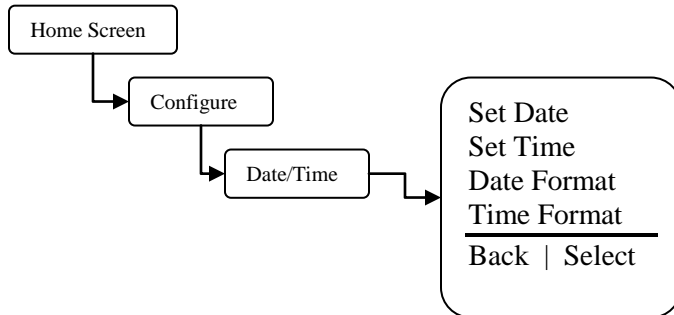 Home Screen
Configure
Date/Time
Set Date
Set Time
Date Format
Time Format
Back | Select